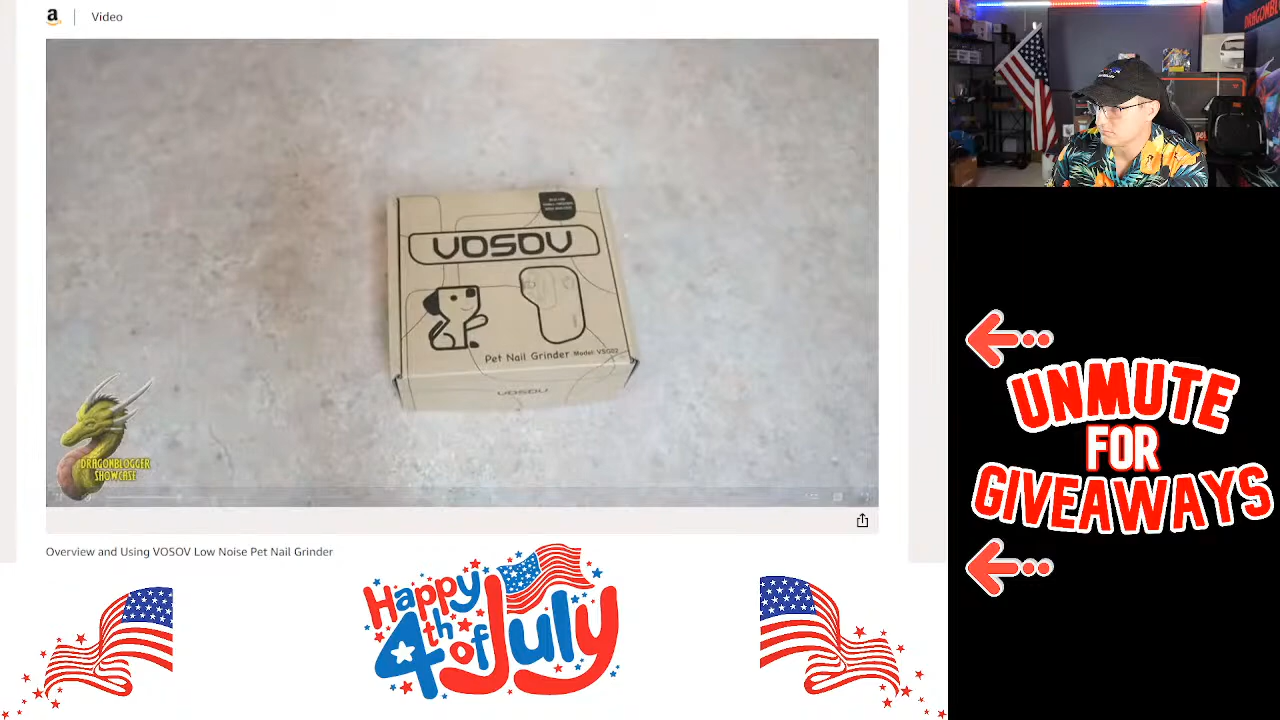 Video
VOSOV
Pet Nail Grinder Model: VSG02
VOSOV
DRAGONBLOGGER
SHOWCASE
Overview and Using VOSOV Low Noise Pet Nail Grinder
Happy
4th of July
UNMUTE
FOR
GIVEAWAYS